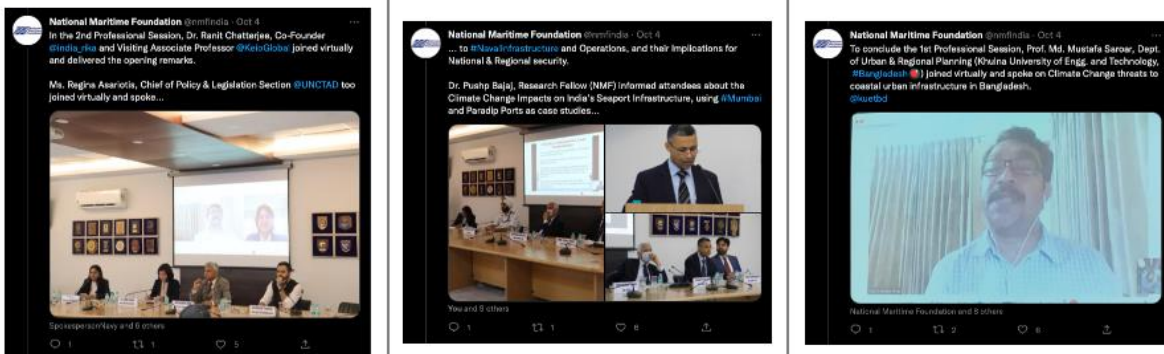 National Maritime Foundation @nmfindia · Oct 4
In the 2nd Professional Session, Dr. Ranit Chatterjee, Co-Founder
@india_rika and Visiting Associate Professor @KeioGlobal joined virtually
and delivered the opening remarks.
Ms. Regina Asariotis, Chief of Policy & Legislation Section @UNCTAD too
joined virtually and spoke...
SpokespersonNavy and 6 others
1
1
5
National Maritime Foundation @nmfindia · Oct 4
... to #NavalInfrastructure and Operations, and their implications for
National & Regional security.
Dr. Pushp Bajaj, Research Fellow (NMF) informed attendees about the
Climate Change Impacts on India's Seaport Infrastructure, using #Mumbai
and Paradip Ports as case studies...
You and 9 others
1
1
6
National Maritime Foundation @nmfindia · Oct 4
To conclude the 1st Professional Session, Prof. Md. Mustafa Saroar, Dept.
of Urban & Regional Planning (Khulna University of Engg. and Technology,
#Bangladesh) joined virtually and spoke on Climate Change threats to
coastal urban infrastructure in Bangladesh.
@kuetbd
National Maritime Foundation and 8 others
1
2
6